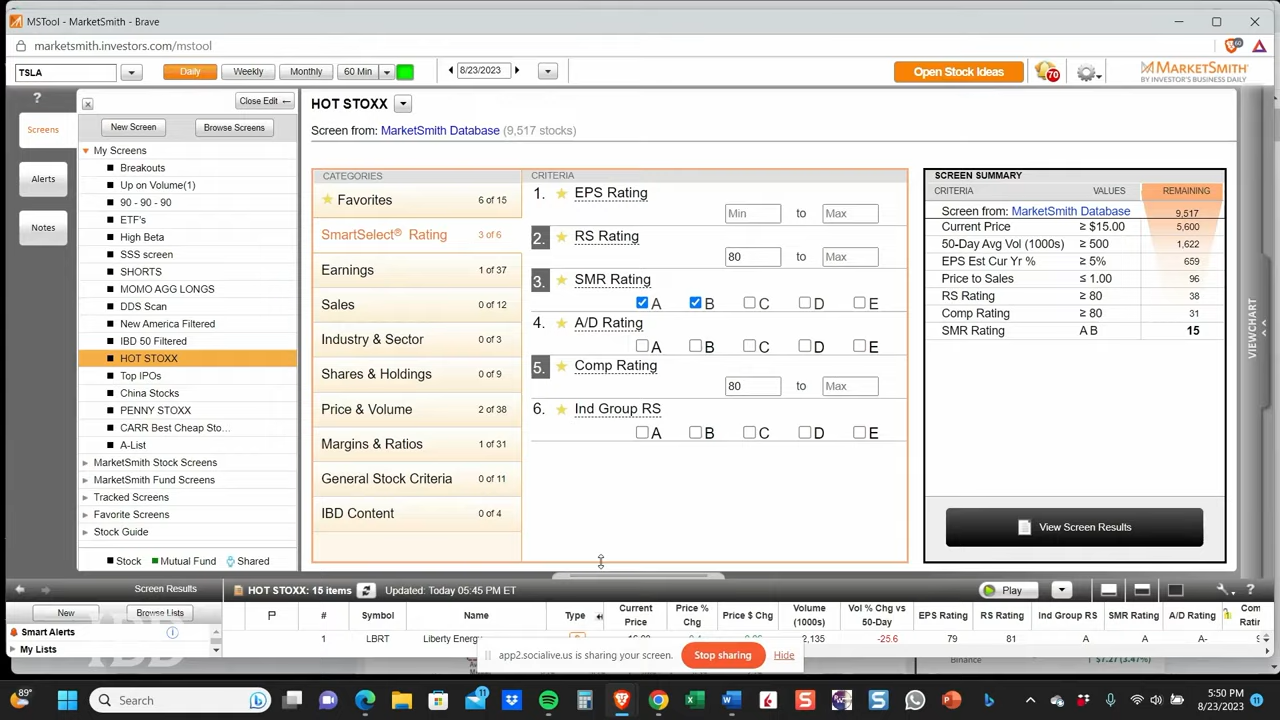 MSTool - MarketSmith - Brave
marketsmith.investors.com/mstool
TSLA
Daily
Weekly
Monthly
60 Min
8/23/2023
Open Stock Ideas
70
MARKETSMITH
BY INVESTOR'S BUSINESS DAILY
?
Screens
Alerts
Notes
x
Close Edit
New Screen
Browse Screens
My Screens
Breakouts
Up on Volume(1)
90 - 90 - 90
ETF's
High Beta
SSS screen
SHORTS
MOMO AGG LONGS
DDS Scan
New America Filtered
IBD 50 Filtered
HOT STOXX
Top IPOs
China Stocks
PENNY STOXX
CARR Best Cheap Sto...
A-List
MarketSmith Stock Screens
MarketSmith Fund Screens
Tracked Screens
Favorite Screens
Stock Guide
Stock Mutual Fund Shared
HOT STOXX
Screen from: MarketSmith Database (9,517 stocks)
CATEGORIES
Favorites 6 of 15
SmartSelect® Rating 3 of 6
Earnings 1 of 37
Sales 0 of 12
Industry & Sector 0 of 3
Shares & Holdings 0 of 9
Price & Volume 2 of 38
Margins & Ratios 1 of 31
General Stock Criteria 0 of 11
IBD Content 0 of 4
CRITERIA
1. EPS Rating
Min to Max
2. RS Rating
80 to Max
3. SMR Rating
A B C D E
4. A/D Rating
A B C D E
5. Comp Rating
80 to Max
6. Ind Group RS
A B C D E
SCREEN SUMMARY
CRITERIA VALUES REMAINING
Screen from: MarketSmith Database 9,517
Current Price ≥ $15.00 5,600
50-Day Avg Vol (1000s) ≥ 500 1,622
EPS Est Cur Yr % ≥ 5% 659
Price to Sales ≤ 1.00 96
RS Rating ≥ 80 38
Comp Rating ≥ 80 31
SMR Rating A B 15
View Screen Results
VIEWCHART
Screen Results
HOT STOXX: 15 items Updated: Today 05:45 PM ET
Play
?
New
Browse Lists
Smart Alerts
My Lists
IBD
# Symbol Name Type Current Price Price % Chg Price $ Chg Volume (1000s) Vol % Chg vs 50-Day EPS Rating RS Rating Ind Group RS SMR Rating A/D Rating
1 LBRT Liberty Energy 2,135 -25.6 79 81 A A A-
app2.socialive.us is sharing your screen.
Stop sharing
Hide
Binance
$7.27 (3.47%)
89°
Search
11
5:50 PM
8/23/2023